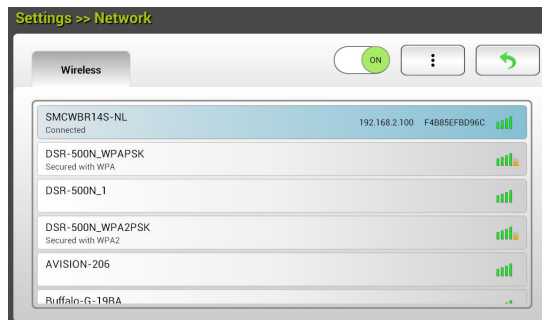 Settings >> Network
Wireless
ON
SMCWBR14S-NL
Connected
192.168.2.100 F4B85EFBD96C
DSR-500N_WPAPSK
Secured with WPA
DSR-500N_1
DSR-500N_WPA2PSK
Secured with WPA2
AVISION-206
Buffalo-G-19BA